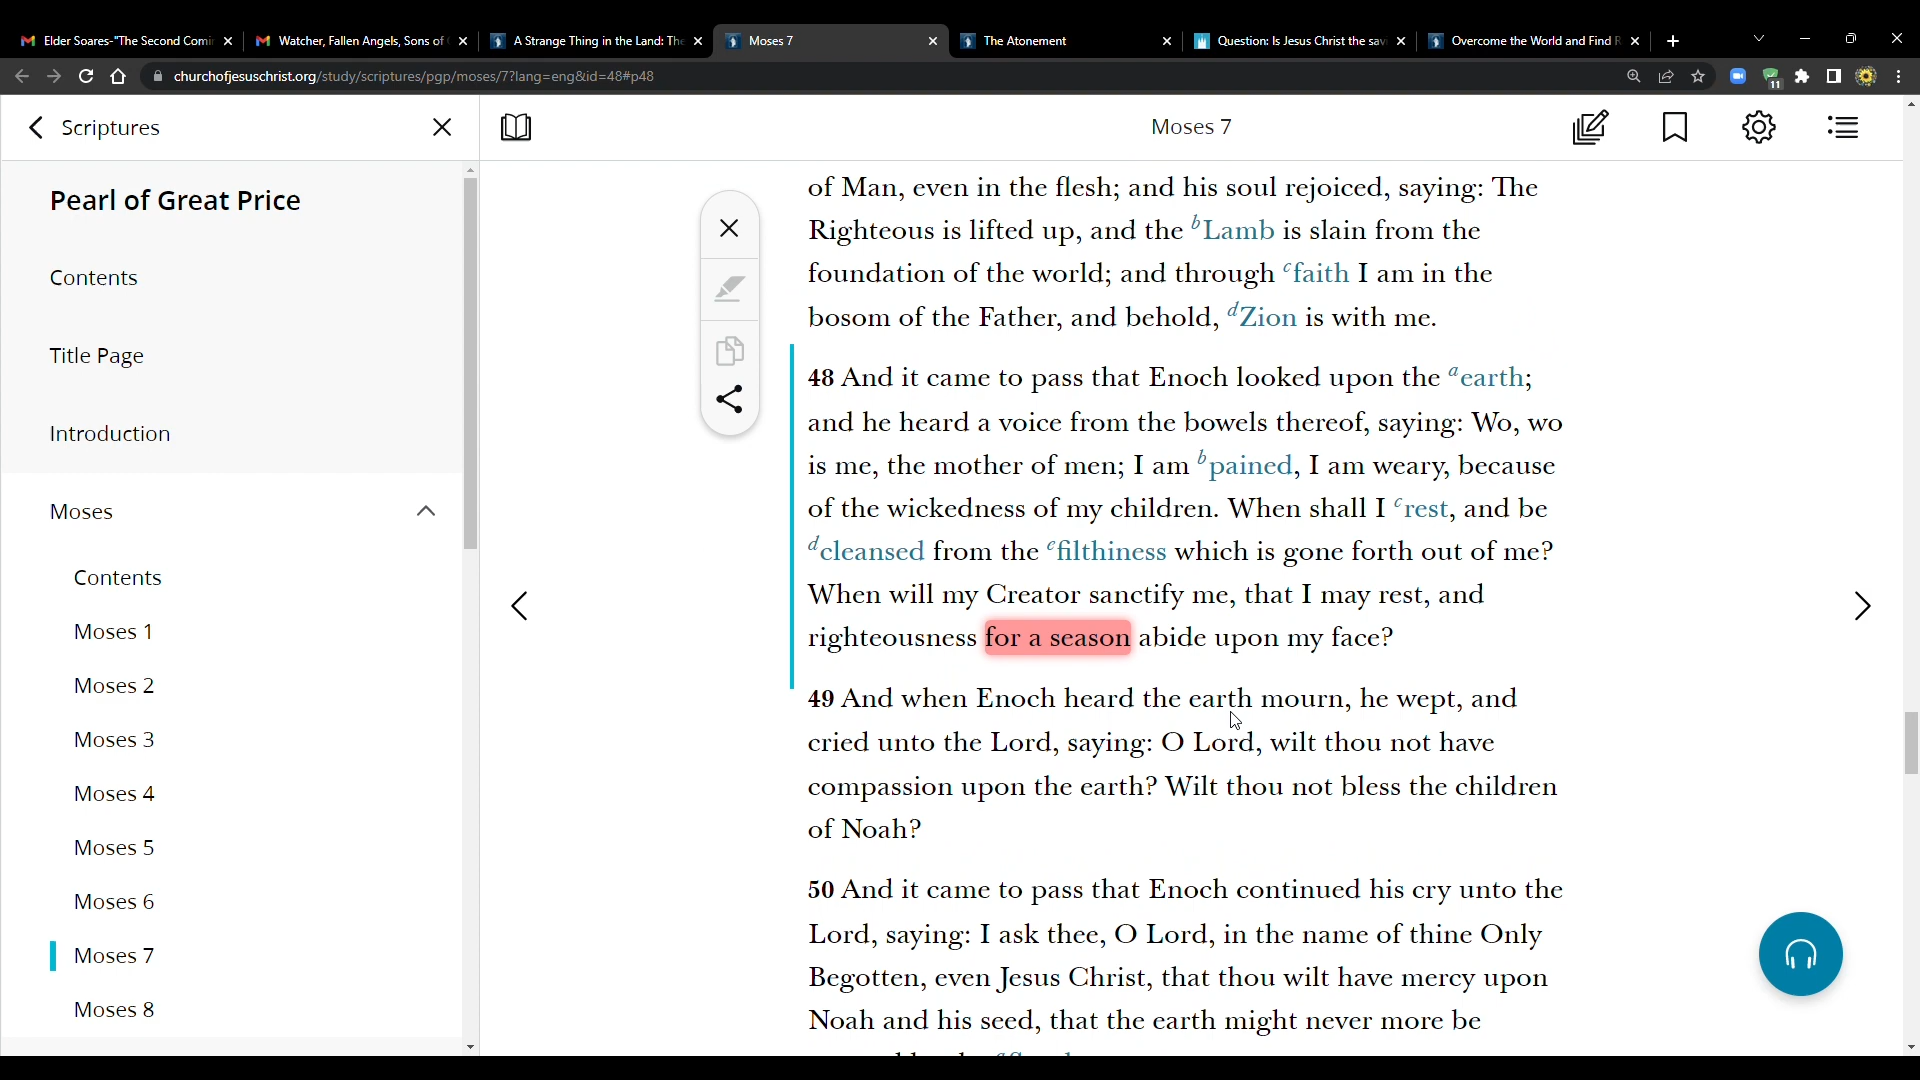 Elder Soares-"The Second Comi
Watcher, Fallen Angels, Sons of
A Strange Thing in the Land: The
Moses 7
The Atonement
Question: Is Jesus Christ the sav
Overcome the World and Find R
churchofjesuschrist.org/study/scriptures/pgp/moses/7?lang=eng&id=48#p48
11
Scriptures
Moses 7
Pearl of Great Price
Contents
Title Page
Introduction
Moses
Contents
Moses 1
Moses 2
Moses 3
Moses 4
Moses 5
Moses 6
Moses 7
Moses 8
of Man, even in the flesh; and his soul rejoiced, saying: The
Righteous is lifted up, and the bLamb is slain from the
foundation of the world; and through cfaith I am in the
bosom of the Father, and behold, dZion is with me.
48 And it came to pass that Enoch looked upon the aearth;
and he heard a voice from the bowels thereof, saying: Wo, wo
is me, the mother of men; I am bpained, I am weary, because
of the wickedness of my children. When shall I crest, and be
dcleansed from the efilthiness which is gone forth out of me?
When will my Creator sanctify me, that I may rest, and
righteousness for a season abide upon my face?
49 And when Enoch heard the earth mourn, he wept, and
cried unto the Lord, saying: O Lord, wilt thou not have
compassion upon the earth? Wilt thou not bless the children
of Noah?
50 And it came to pass that Enoch continued his cry unto the
Lord, saying: I ask thee, O Lord, in the name of thine Only
Begotten, even Jesus Christ, that thou wilt have mercy upon
Noah and his seed, that the earth might never more be